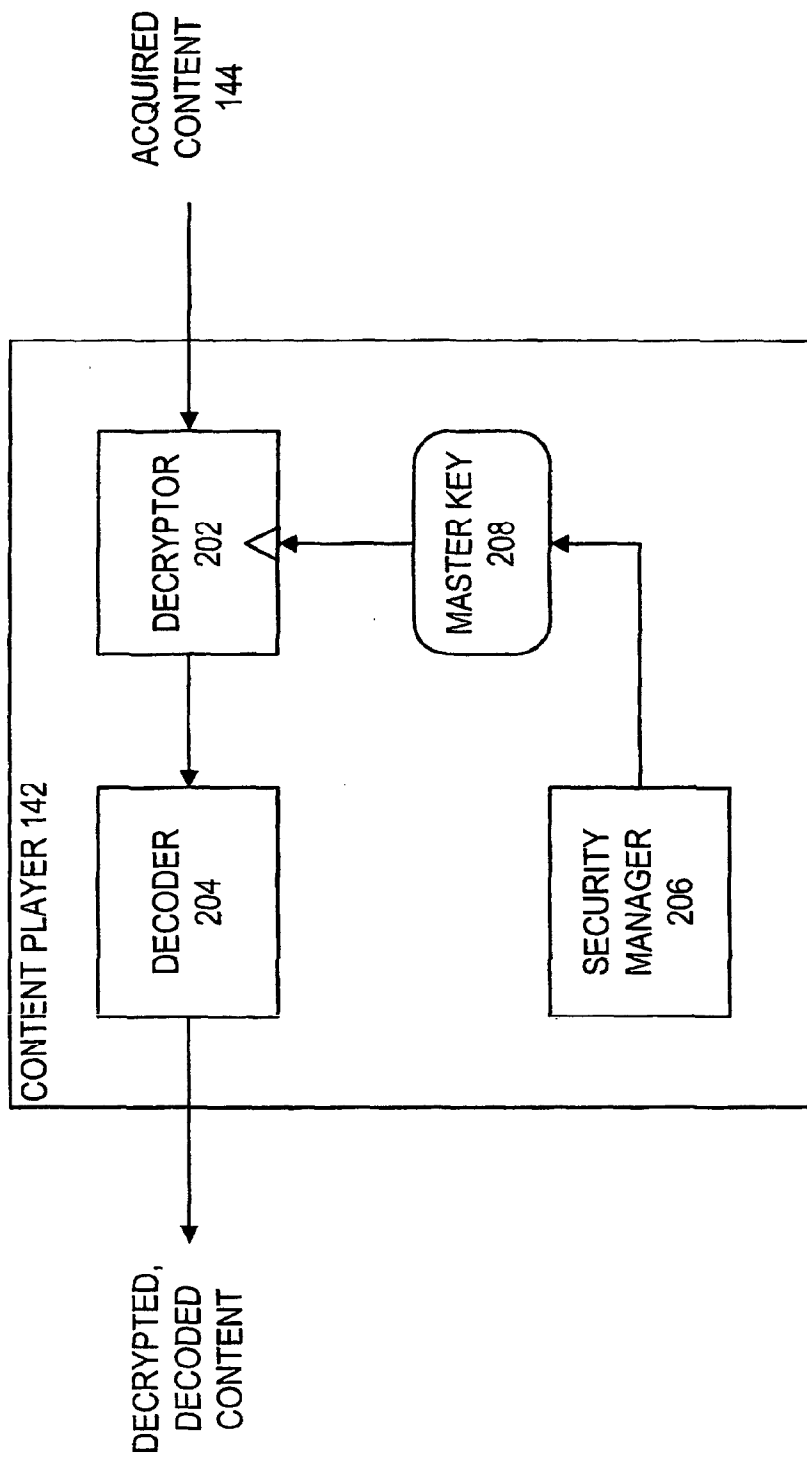 CONTENT PLAYER 142
ACQUIRED
CONTENT
144
DECRYPTOR
202
DECODER
204
DECRYPTED,
DECODED
CONTENT
MASTER KEY
208
SECURITY
MANAGER
206